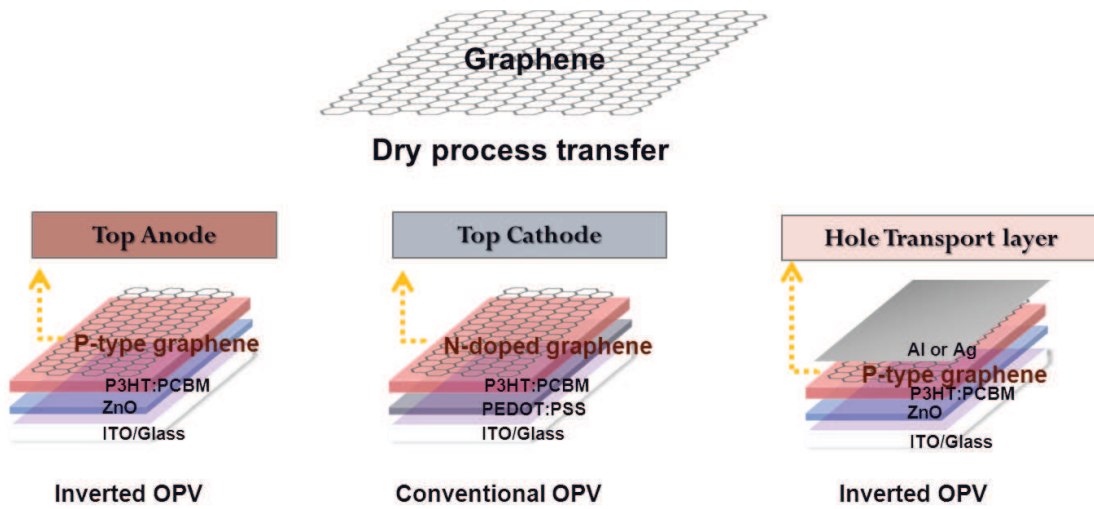 Graphene
Dry process transfer
Top Anode
P-type graphene
P3HT:PCBM
ZnO
ITO/Glass
Inverted OPV
Top Cathode
N-doped graphene
P3HT:PCBM
PEDOT:PSS
ITO/Glass
Conventional OPV
Hole Transport layer
Al or Ag
P-type graphene
P3HT:PCBM
ZnO
ITO/Glass
Inverted OPV